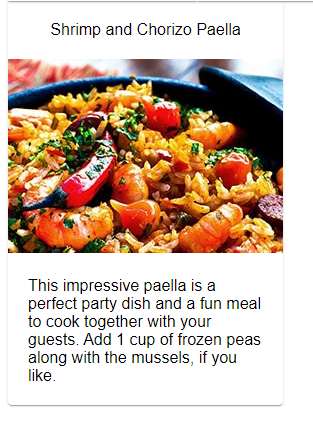 Shrimp and Chorizo Paella
This impressive paella is a
perfect party dish and a fun meal
to cook together with your
guests. Add 1 cup of frozen peas
along with the mussels, if you
like.